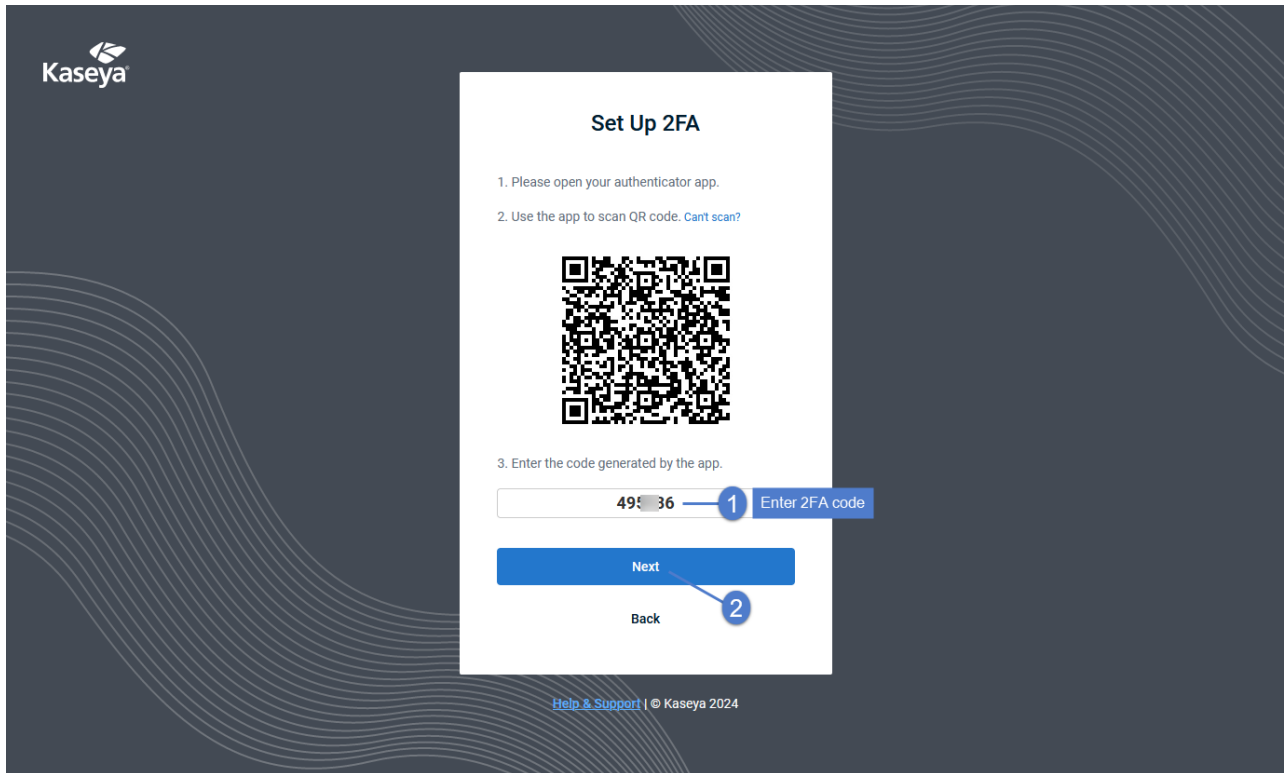 Kaseya
Set Up 2FA
1. Please open your authenticator app.
2. Use the app to scan QR code. Can't scan?
3. Enter the code generated by the app.
1 Enter 2FA code
Next
2
Back
Help & Support | © Kaseya 2024